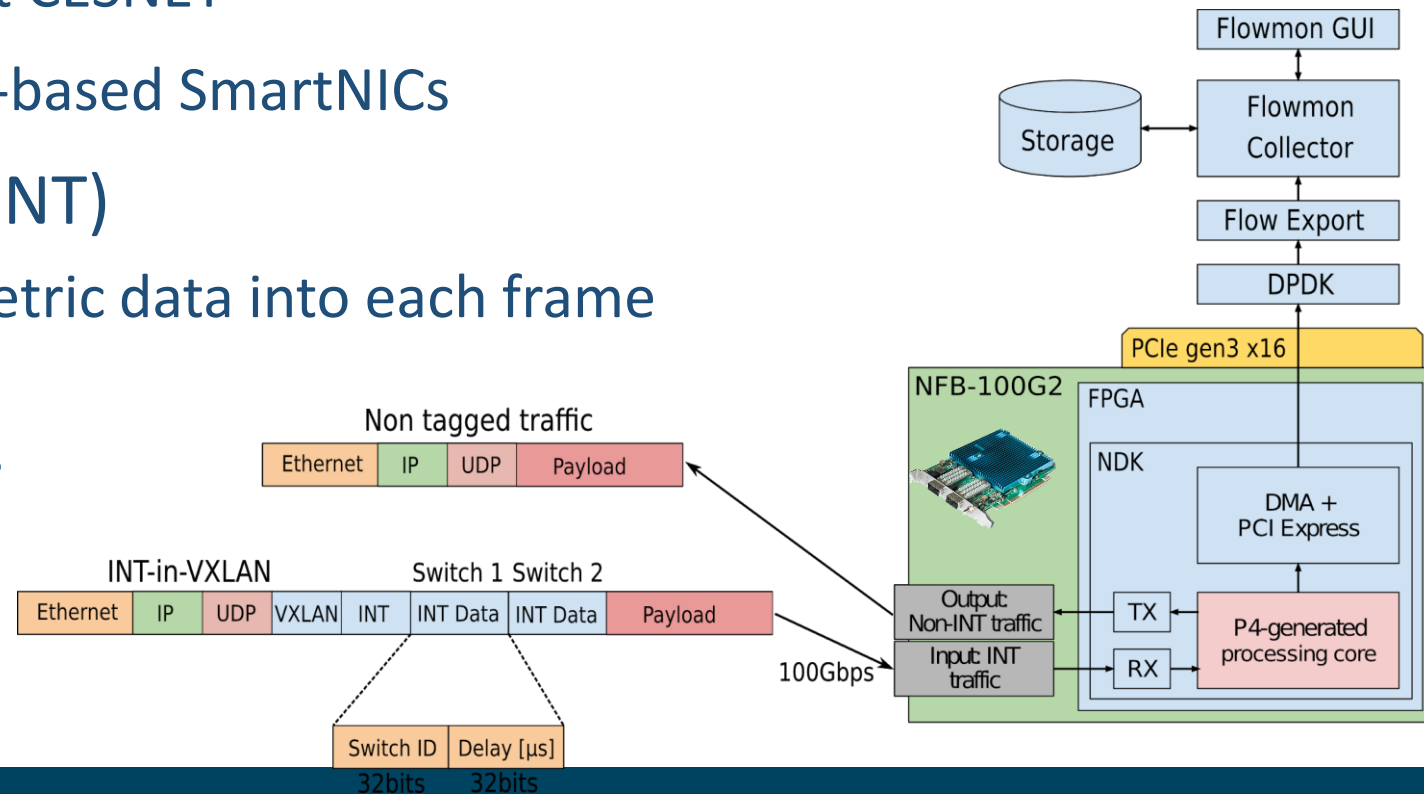 t CESNET
-based SmartNICs
NT)
etric data into each frame
Flowmon GUI
Storage
Flowmon
Collector
Flow Export
DPDK
PCIe gen3 x16
NFB-100G2
FPGA
NDK
DMA +
PCI Express
Non tagged traffic
Ethernet IP UDP Payload
INT-in-VXLAN Switch 1 Switch 2
Ethernet IP UDP VXLAN INT INT Data INT Data Payload
100Gbps
Output:
Non-INT traffic
Input: INT
traffic
TX
RX
P4-generated
processing core
Switch ID Delay [µs]
32bits 32bits